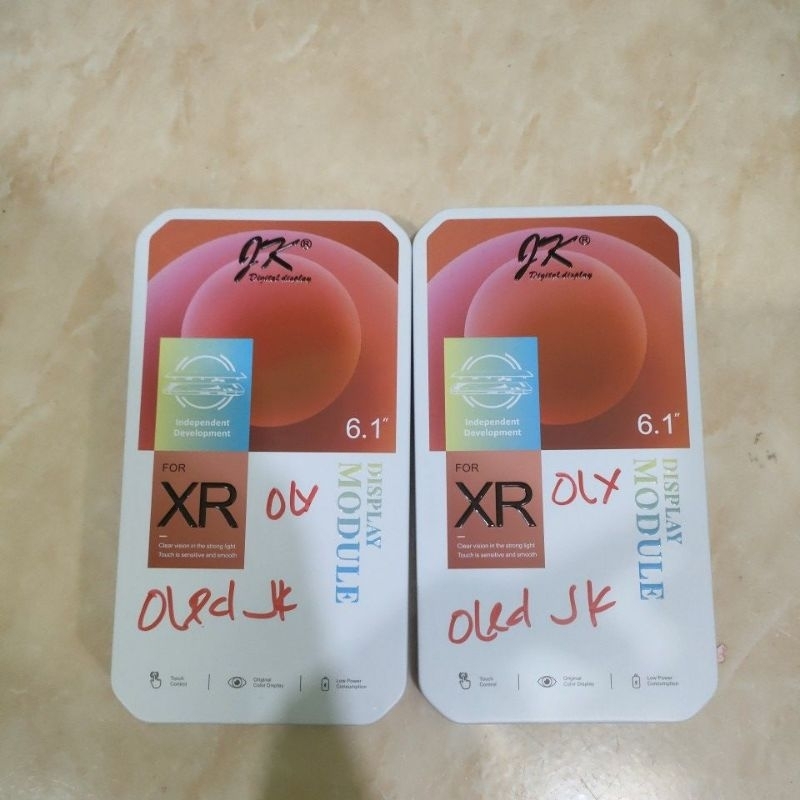 JK®
Digital display
Independent
Development
6.1"
FOR
XR
OLX
DISPLAY
MODULE
Clear vision in the strong light
Touch is sensitive and smooth
Oled JK
Touch
Control
Original
Color Display
Low Power
Consumption
JK®
Digital display
Independent
Development
6.1"
FOR
XR
OLX
DISPLAY
MODULE
Clear vision in the strong light
Touch is sensitive and smooth
Oled JK
Touch
Control
Original
Color Display
Low Power
Consumption